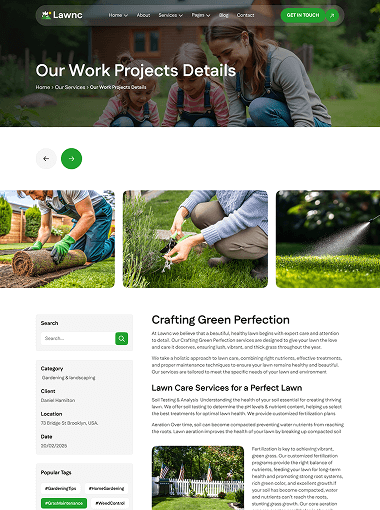 Lawnc
Home About Services Pages Blog Contact
GET IN TOUCH
Our Work Projects Details
Home > Our Services > Our Work Projects Details
Search
Search...
Category
Gardening & landscaping
Client
Daniel Hamilton
Location
73 Bridge St Brooklyn, USA.
Date
20/02/2025
Popular Tags
#GardeningTips #HomeGardening
#GrassMaintenance #WeedControl
Crafting Green Perfection
At Lawnc we believe that a beautiful, healthy lawn begins with expert care and attention
to detail. Our Crafting Green Perfection services are designed to give your lawn the love
and care it deserves, ensuring lush, vibrant, and thick grass throughout the year.
We take a holistic approach to lawn care, combining right nutrients, effective treatments,
and proper maintenance techniques to ensure your lawn remains healthy and beautiful.
Our services are tailored to meet the specific needs of your lawn and environment
Lawn Care Services for a Perfect Lawn
Soil Testing & Analysis Understanding the health of your soil essential for creating thriving
lawn. We offer soil testing to determine the pH levels & nutrient content, helping us select
the best treatments for optimal lawn health. We provide customized fertilization plans
Aeration Over time, soil can become compacted preventing water nutrients from reaching
the roots. Lawn aeration improves the health of your lawn by breaking up compacted soil
Fertilization is key to achieving vibrant,
green grass. Our customized fertilization
programs provide the right balance of
nutrients, feeding your lawn for long-term
health and promoting strong root systems,
rich green color, and excellent growth.If
your soil has become compacted, water
and nutrients can't reach the roots,
stunting grass growth. Our care aeration